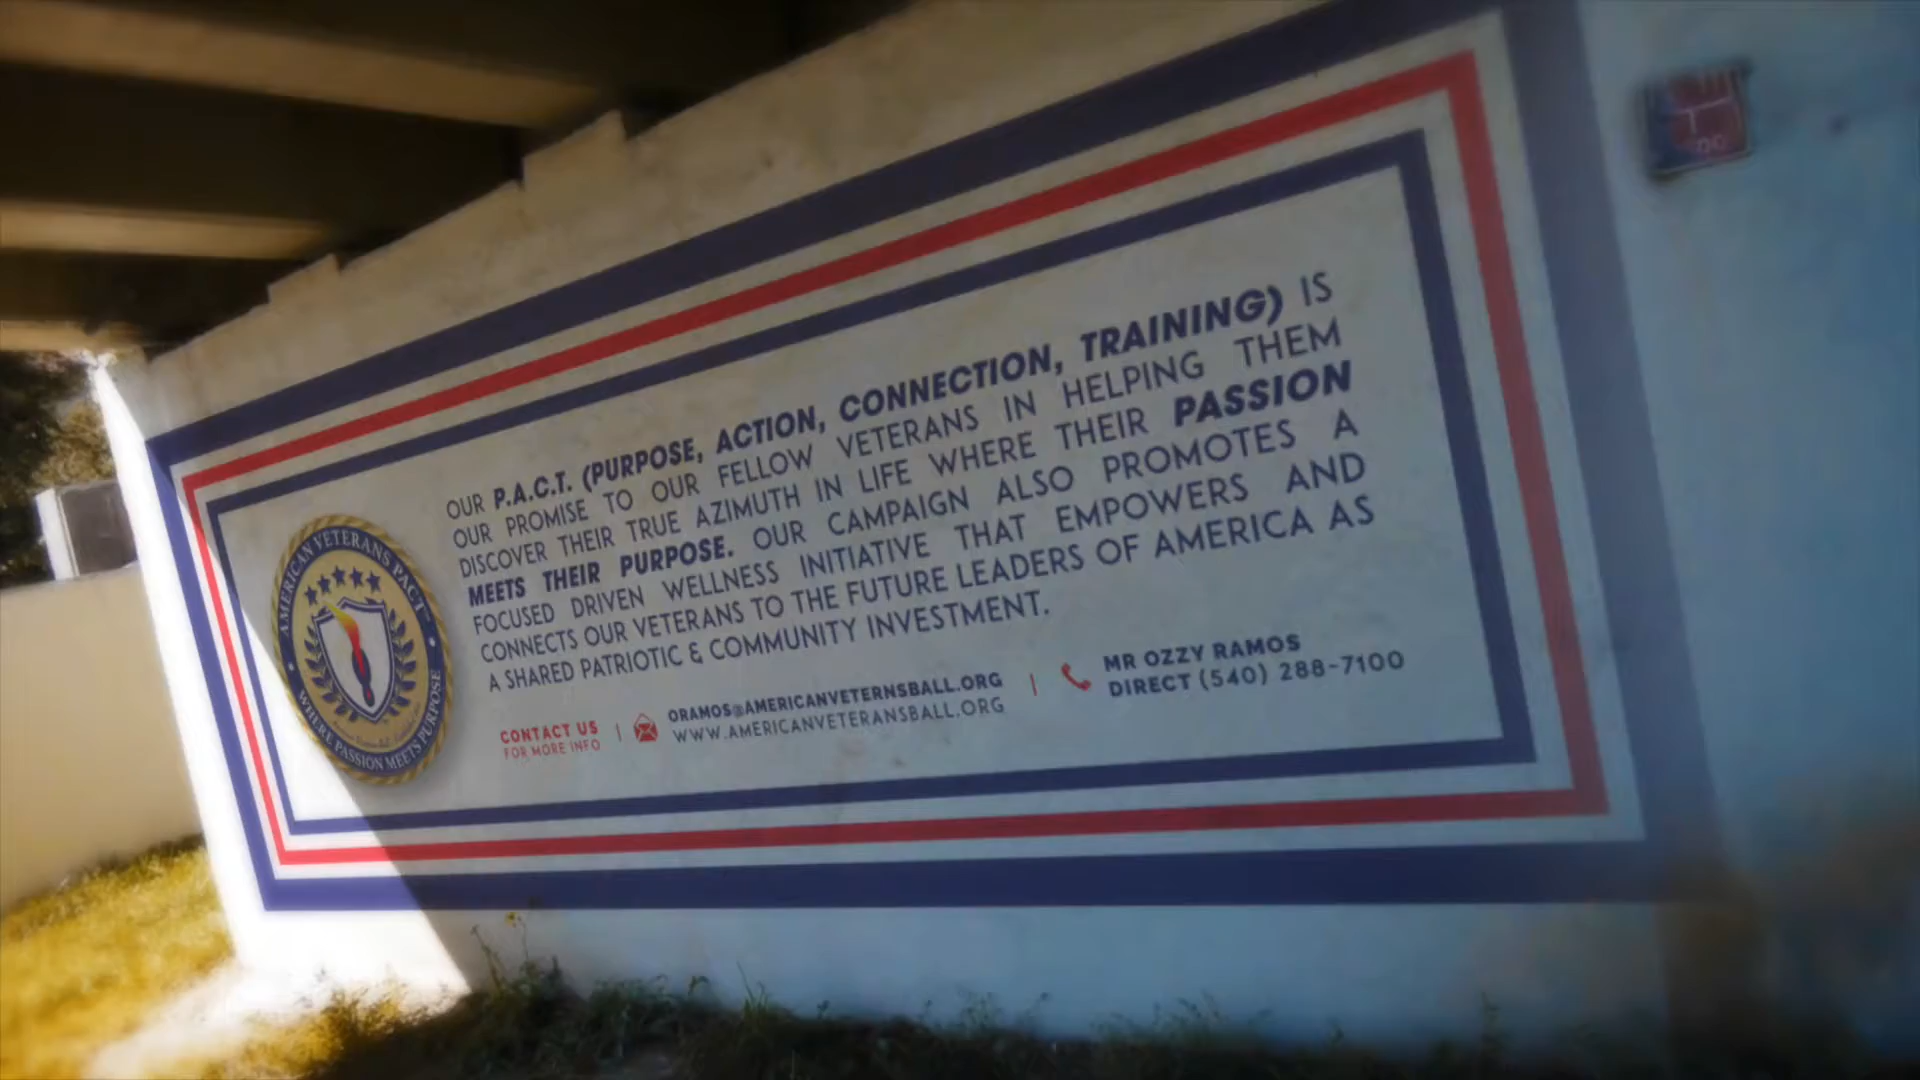 OUR P.A.C.T. (PURPOSE, ACTION, CONNECTION, TRAINING) IS
OUR PROMISE TO OUR FELLOW VETERANS IN HELPING THEM
DISCOVER THEIR TRUE AZIMUTH IN LIFE WHERE THEIR PASSION
MEETS THEIR PURPOSE. OUR CAMPAIGN ALSO PROMOTES A
FOCUSED DRIVEN WELLNESS INITIATIVE THAT EMPOWERS AND
CONNECTS OUR VETERANS TO THE FUTURE LEADERS OF AMERICA AS
A SHARED PATRIOTIC & COMMUNITY INVESTMENT.
AMERICAN VETERANS PACT
WHERE PASSION MEETS PURPOSE
CONTACT US
FOR MORE INFO
ORAMOS@AMERICANVETERNSBALL.ORG
WWW.AMERICANVETERANSBALL.ORG
MR OZZY RAMOS
DIRECT (540) 288-7100